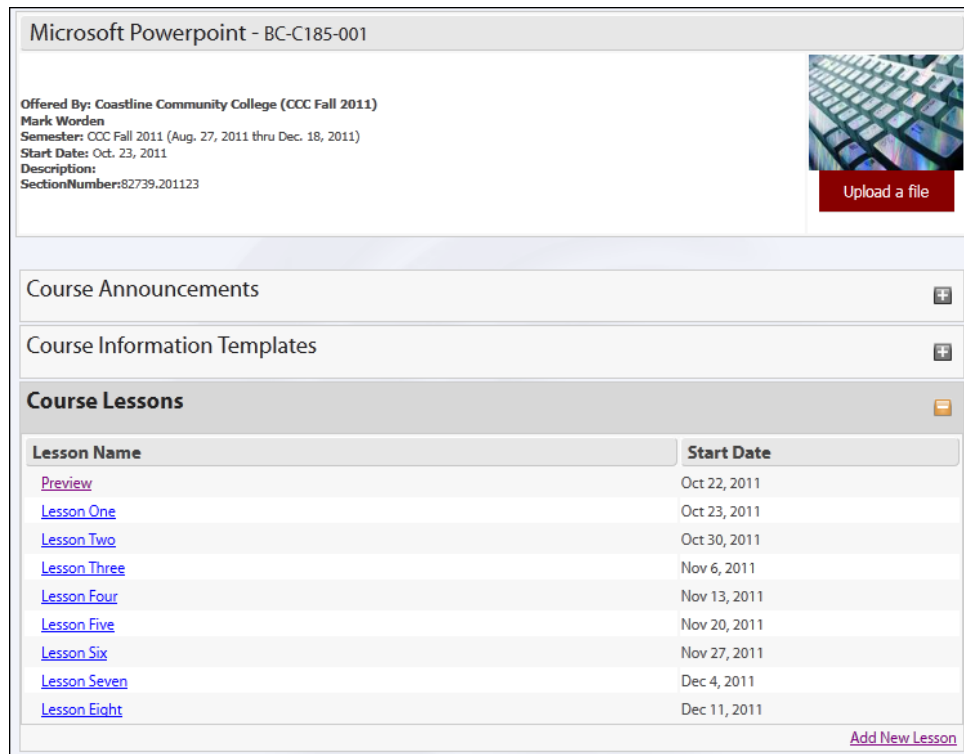 Microsoft Powerpoint - BC-C185-001
Offered By: Coastline Community College (CCC Fall 2011)
Mark Worden
Semester: CCC Fall 2011 (Aug. 27, 2011 thru Dec. 18, 2011)
Start Date: Oct. 23, 2011
Description:
SectionNumber:82739.201123
Upload a file
Course Announcements
Course Information Templates
Course Lessons
Lesson Name Start Date
Preview Oct 22, 2011
Lesson One Oct 23, 2011
Lesson Two Oct 30, 2011
Lesson Three Nov 6, 2011
Lesson Four Nov 13, 2011
Lesson Five Nov 20, 2011
Lesson Six Nov 27, 2011
Lesson Seven Dec 4, 2011
Lesson Eight Dec 11, 2011
Add New Lesson